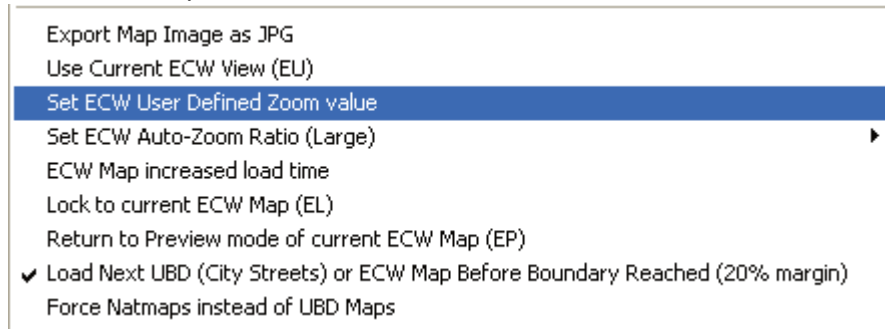 Export Map Image as JPG
Use Current ECW View (EU)
Set ECW User Defined Zoom value
Set ECW Auto-Zoom Ratio (Large)
ECW Map increased load time
Lock to current ECW Map (EL)
Return to Preview mode of current ECW Map (EP)
Load Next UBD (City Streets) or ECW Map Before Boundary Reached (20% margin)
Force Natmaps instead of UBD Maps